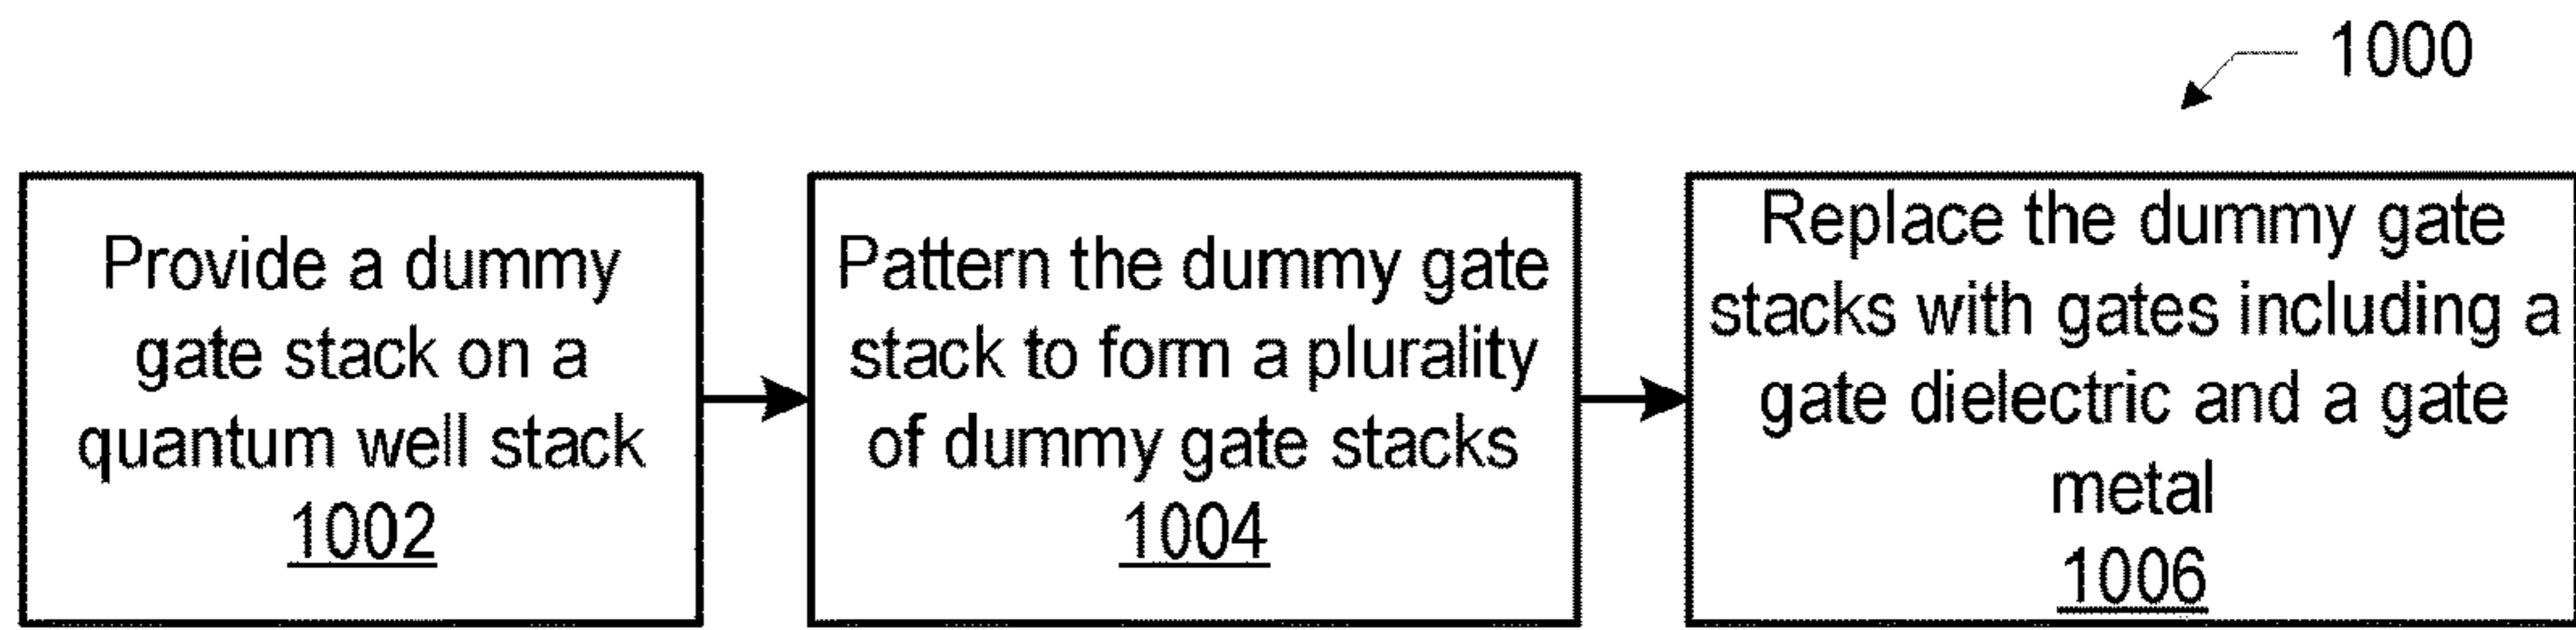 1000
Provide a dummy
gate stack on a
quantum well stack
1002
Pattern the dummy gate
stack to form a plurality
of dummy gate stacks
1004
Replace the dummy gate
stacks with gates including a
gate dielectric and a gate
metal
1006